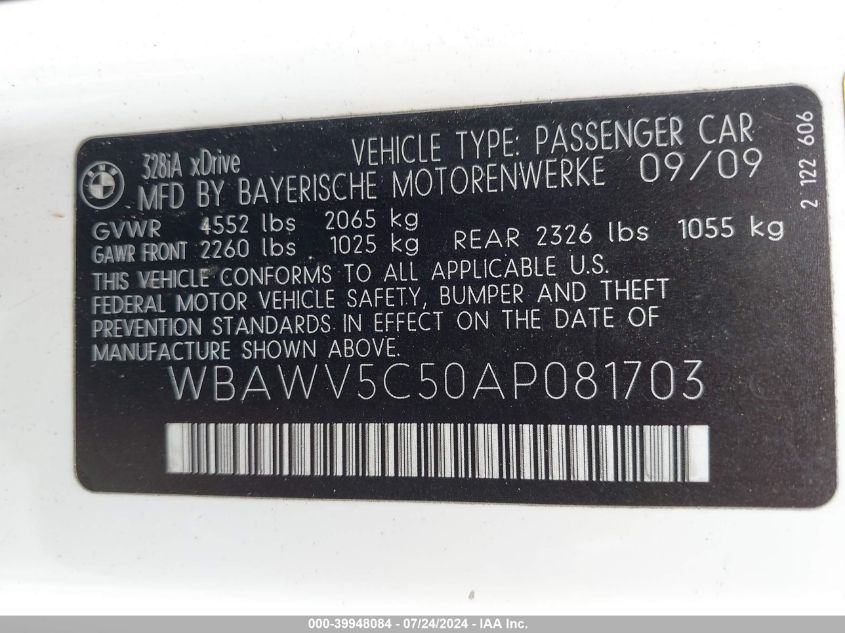 328iA xDrive VEHICLE TYPE: PASSENGER CAR
MFD BY BAYERISCHE MOTORENWERKE 09/09
GVWR 4552 lbs 2065 kg
GAWR FRONT 2260 lbs 1025 kg REAR 2326 lbs 1055 kg
THIS VEHICLE CONFORMS TO ALL APPLICABLE U.S.
FEDERAL MOTOR VEHICLE SAFETY, BUMPER AND THEFT
PREVENTION STANDARDS IN EFFECT ON THE DATE OF
MANUFACTURE SHOWN ABOVE.
WBAWV5C50AP081703
2 122 606
000-39948084 - 07/24/2024 - IAA Inc.